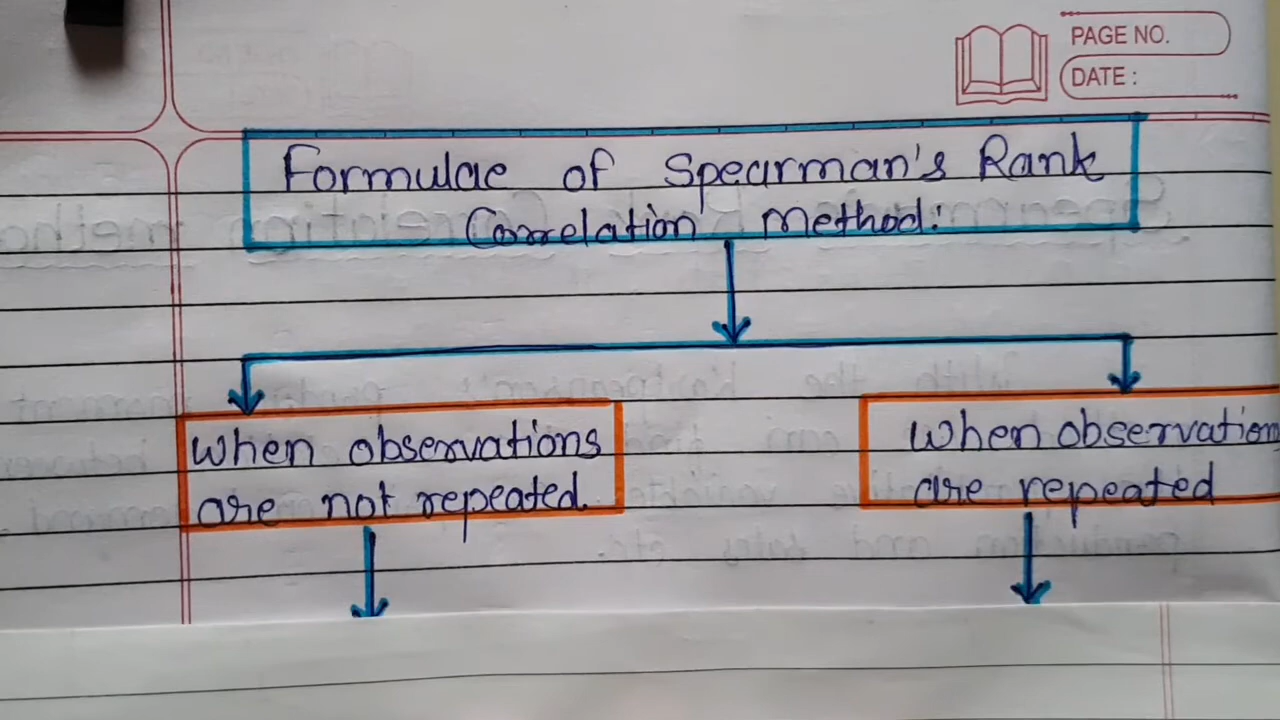 PAGE NO.
DATE :
Formulae of Spearman's Rank
Correlation Method:
When observations
are not repeated.
When observation
are repeated